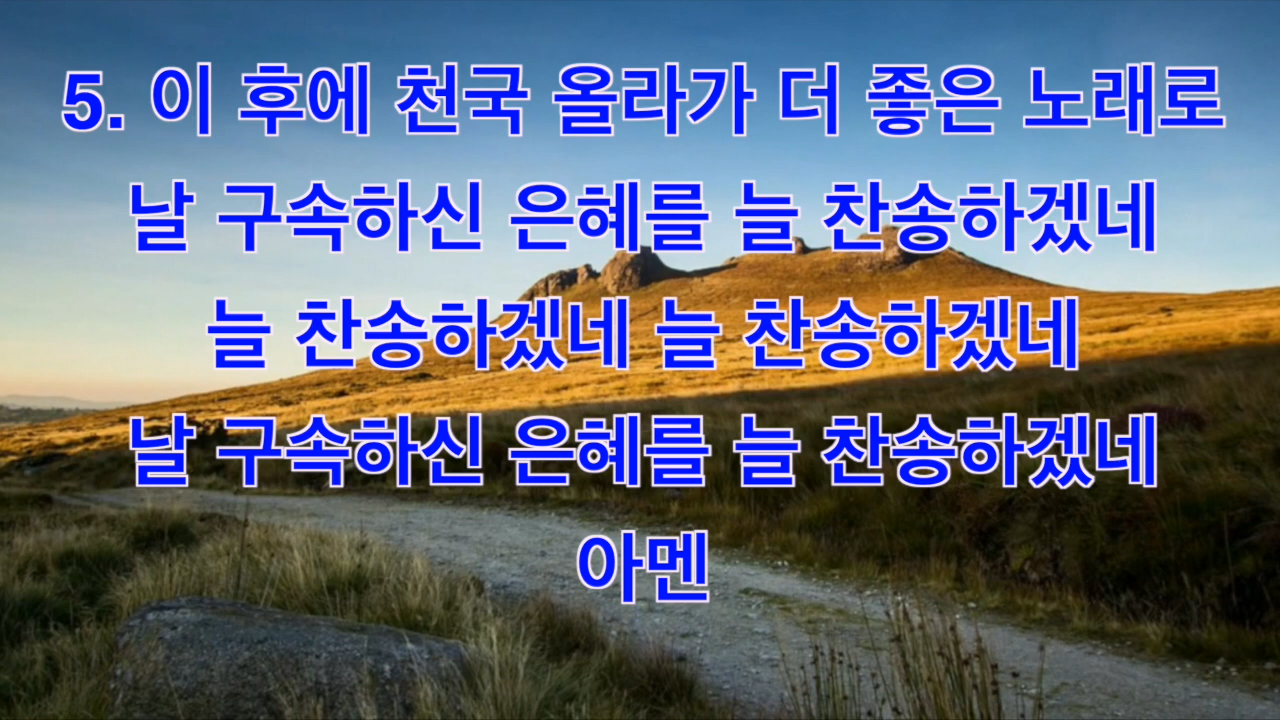 5. 이 후에 천국 올라가 더 좋은 노래로
날 구속하신 은혜를 늘 찬송하겠네
늘 찬송하겠네 늘 찬송하겠네
날 구속하신 은혜를 늘 찬송하겠네
아멘